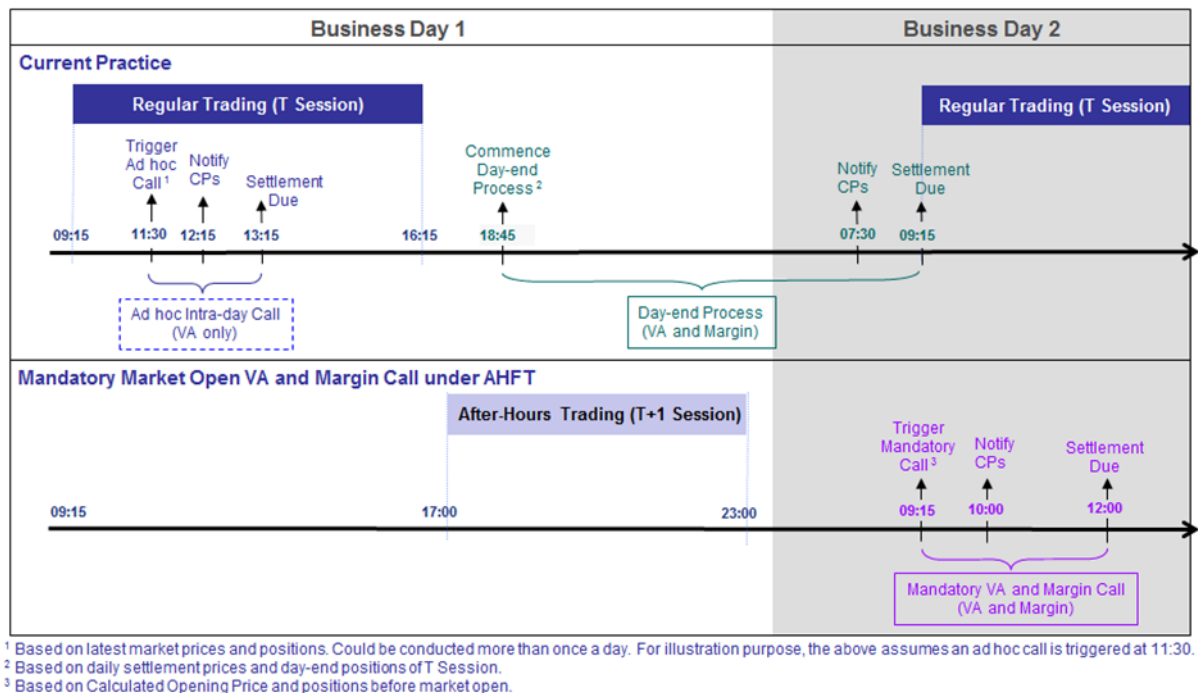 Business Day 1
Business Day 2
Current Practice
Regular Trading (T Session)
Regular Trading (T Session)
Trigger
Ad hoc
Call ¹
Notify
CPs
Settlement
Due
Commence
Day-end
Process ²
Notify
CPs
Settlement
Due
09:15
11:30
12:15
13:15
16:15
18:45
07:30
09:15
Ad hoc Intra-day Call
(VA only)
Day-end Process
(VA and Margin)
Mandatory Market Open VA and Margin Call under AHFT
After-Hours Trading (T+1 Session)
Trigger
Mandatory
Call ³
Notify
CPs
Settlement
Due
09:15
17:00
23:00
09:15
10:00
12:00
Mandatory VA and Margin Call
(VA and Margin)
¹ Based on latest market prices and positions. Could be conducted more than once a day. For illustration purpose, the above assumes an ad hoc call is triggered at 11:30.
² Based on daily settlement prices and day-end positions of T Session.
³ Based on Calculated Opening Price and positions before market open.